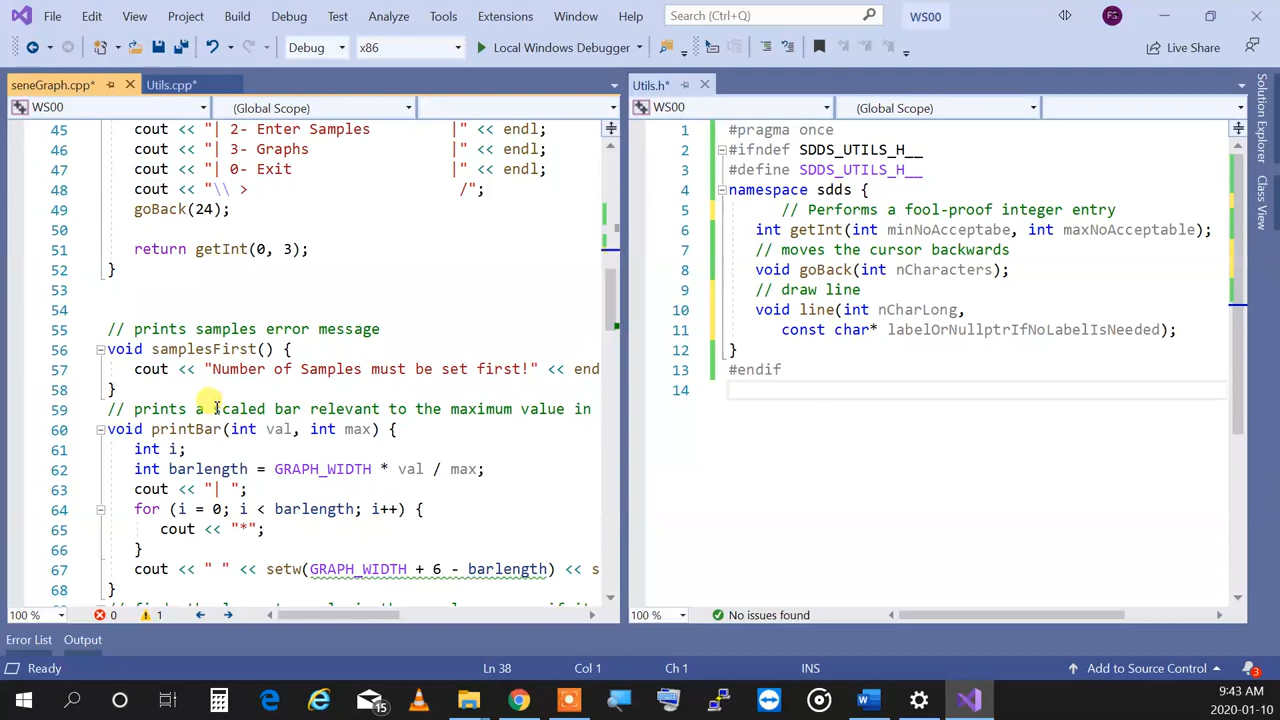 File Edit View Project Build Debug Test Analyze Tools Extensions Window Help Search (Ctrl+Q) WS00 FS
Debug x86 Local Windows Debugger Live Share
seneGraph.cpp* Utils.cpp*
WS00 (Global Scope)
45 cout << "| 2- Enter Samples |" << endl;
46 cout << "| 3- Graphs |" << endl;
47 cout << "| 0- Exit |" << endl;
48 cout << "\\ > /";
49 goBack(24);
50
51 return getInt(0, 3);
52 }
53
54
55 // prints samples error message
56 void samplesFirst() {
57 cout << "Number of Samples must be set first!" << end
58 }
59 // prints a scaled bar relevant to the maximum value in
60 void printBar(int val, int max) {
61 int i;
62 int barlength = GRAPH_WIDTH * val / max;
63 cout << "| ";
64 for (i = 0; i < barlength; i++) {
65 cout << "*";
66 }
67 cout << " " << setw(GRAPH_WIDTH + 6 - barlength) << s
68 }
100 % 0 1
Utils.h*
WS00 (Global Scope)
1 #pragma once
2 #ifndef SDDS_UTILS_H__
3 #define SDDS_UTILS_H__
4 namespace sdds {
5 // Performs a fool-proof integer entry
6 int getInt(int minNoAcceptabe, int maxNoAcceptable);
7 // moves the cursor backwards
8 void goBack(int nCharacters);
9 // draw line
10 void line(int nCharLong,
11 const char* labelOrNullptrIfNoLabelIsNeeded);
12 }
13 #endif
14
100 % No issues found
Solution Explorer
Class View
Error List Output
Ready Ln 38 Col 1 Ch 1 INS Add to Source Control 3
15
9:43 AM
2020-01-10